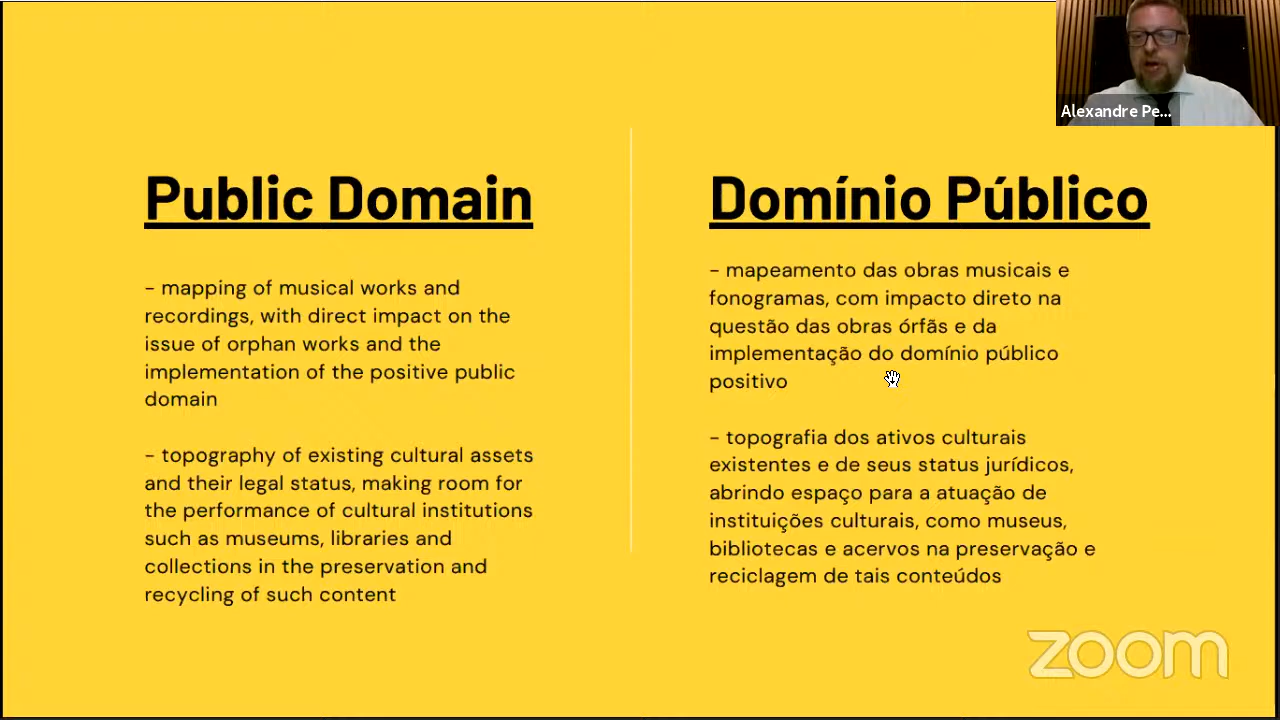 Alexandre Pe...
Public Domain
- mapping of musical works and
recordings, with direct impact on the
issue of orphan works and the
implementation of the positive public
domain
- topography of existing cultural assets
and their legal status, making room for
the performance of cultural institutions
such as museums, libraries and
collections in the preservation and
recycling of such content
Domínio Público
- mapeamento das obras musicais e
fonogramas, com impacto direto na
questão das obras órfãs e da
implementação do domínio público
positivo
- topografia dos ativos culturais
existentes e de seus status jurídicos,
abrindo espaço para a atuação de
instituições culturais, como museus,
bibliotecas e acervos na preservação e
reciclagem de tais conteúdos
zoom